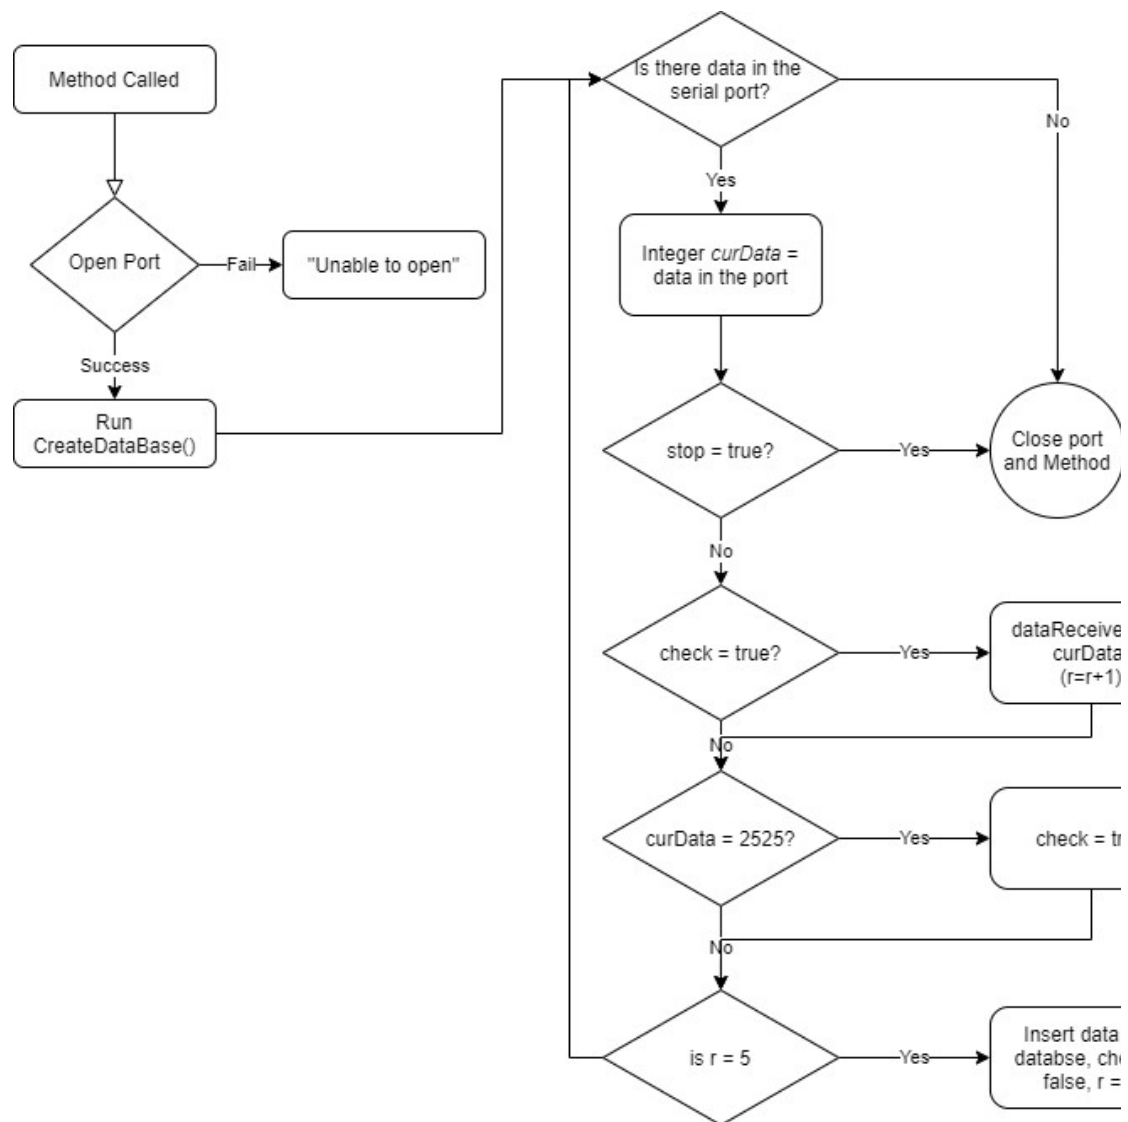 Method Called
Open Port
Fail
"Unable to open"
Success
Run
CreateDataBase()
Is there data in the
serial port?
No
Yes
Integer curData =
data in the port
stop = true?
Yes
Close port
and Method
No
check = true?
Yes
curData
(r=r+1)
No
curData = 2525?
Yes
check =
No
is r = 5
Yes
Insert data
databse,
false, r =